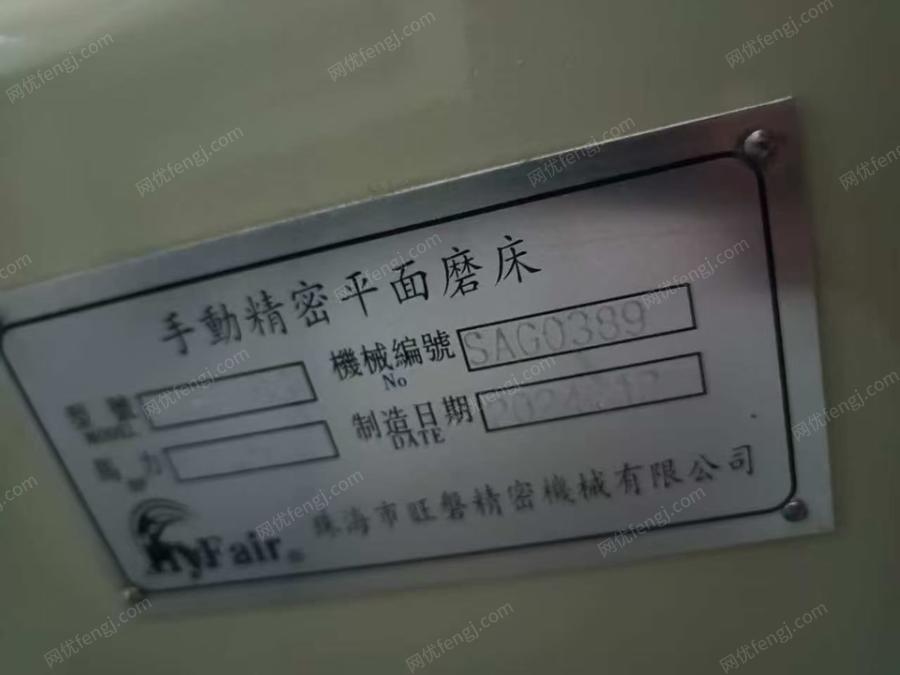 手動精密平面磨床
型號 機械編號 SAG0389
MODEL No
馬力 制造日期 2024.12
HP DATE
HyFair® 珠海市旺磐精密機械有限公司
网优fengj.com